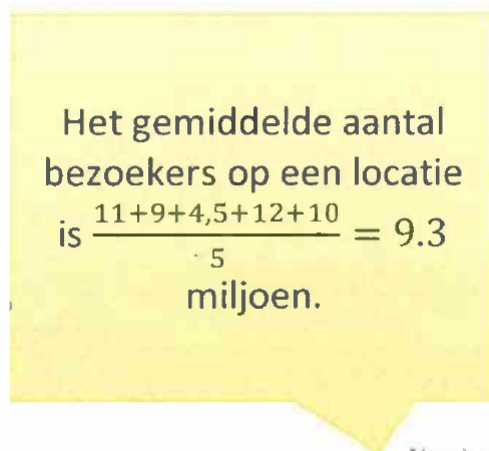 Het gemiddelde aantal
bezoekers op een locatie
is (11+9+4,5+12+10)/5 = 9.3
miljoen.